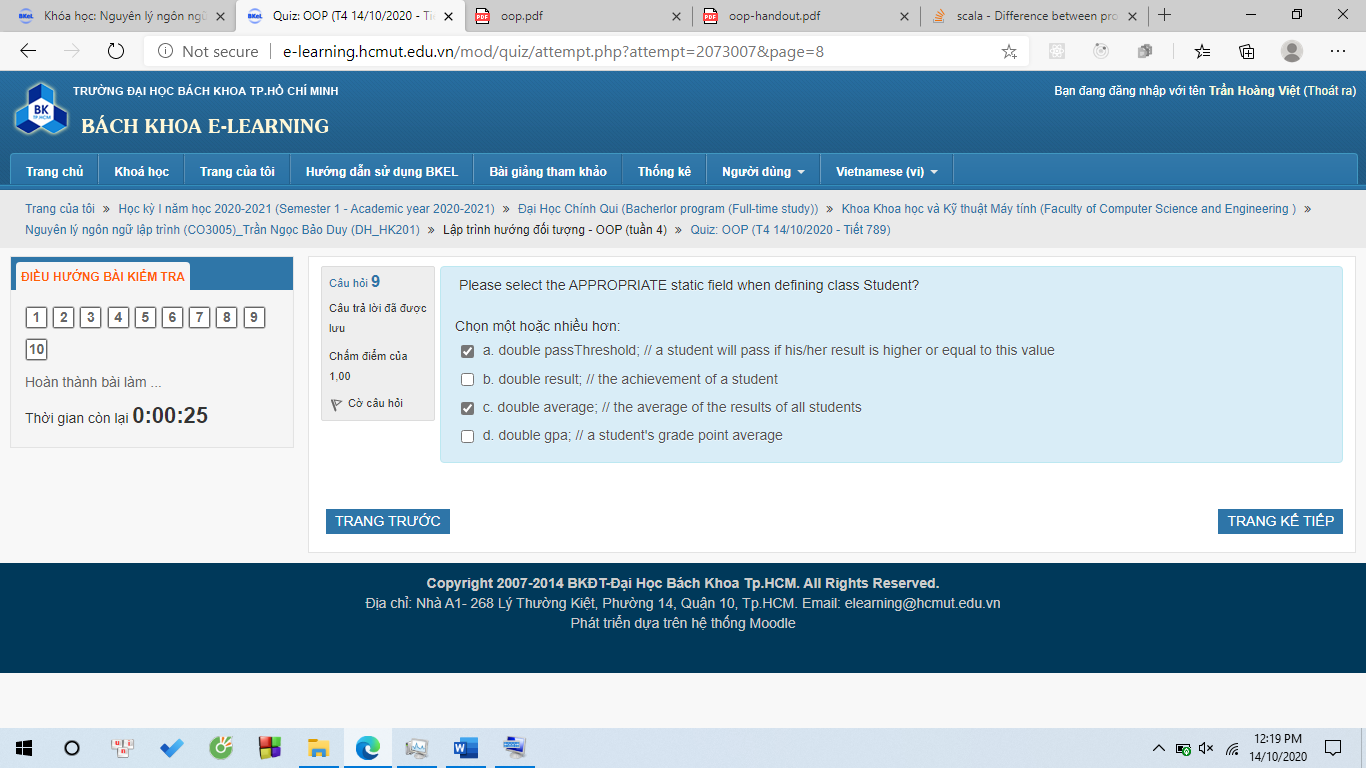 Khóa học: Nguyên lý ngôn ngữ
Quiz: OOP (T4 14/10/2020 - Tiế
oop.pdf
oop-handout.pdf
scala - Difference between pro
Not secure
e-learning.hcmut.edu.vn/mod/quiz/attempt.php?attempt=2073007&page=8
TRƯỜNG ĐẠI HỌC BÁCH KHOA TP.HỒ CHÍ MINH
Bạn đang đăng nhập với tên Trần Hoàng Việt (Thoát ra)
BK
TP.HCM
BÁCH KHOA E-LEARNING
Trang chủ Khoá học Trang của tôi Hướng dẫn sử dụng BKEL Bài giảng tham khảo Thống kê Người dùng Vietnamese (vi)
Trang của tôi » Học kỳ I năm học 2020-2021 (Semester 1 - Academic year 2020-2021) » Đại Học Chính Qui (Bacherlor program (Full-time study)) » Khoa Khoa học và Kỹ thuật Máy tính (Faculty of Computer Science and Engineering ) »
Nguyên lý ngôn ngữ lập trình (CO3005)_Trần Ngọc Bảo Duy (DH_HK201) » Lập trình hướng đối tượng - OOP (tuần 4) » Quiz: OOP (T4 14/10/2020 - Tiết 789)
ĐIỀU HƯỚNG BÀI KIỂM TRA
1 2 3 4 5 6 7 8 9
10
Hoàn thành bài làm ...
Thời gian còn lại 0:00:25
Câu hỏi 9
Câu trả lời đã được
lưu
Chấm điểm của
1,00
Cờ câu hỏi
Please select the APPROPRIATE static field when defining class Student?
Chọn một hoặc nhiều hơn:
a. double passThreshold; // a student will pass if his/her result is higher or equal to this value
b. double result; // the achievement of a student
c. double average; // the average of the results of all students
d. double gpa; // a student's grade point average
TRANG TRƯỚC
TRANG KẾ TIẾP
Copyright 2007-2014 BKĐT-Đại Học Bách Khoa Tp.HCM. All Rights Reserved.
Địa chỉ: Nhà A1- 268 Lý Thường Kiệt, Phường 14, Quận 10, Tp.HCM. Email: elearning@hcmut.edu.vn
Phát triển dựa trên hệ thống Moodle
12:19 PM
14/10/2020